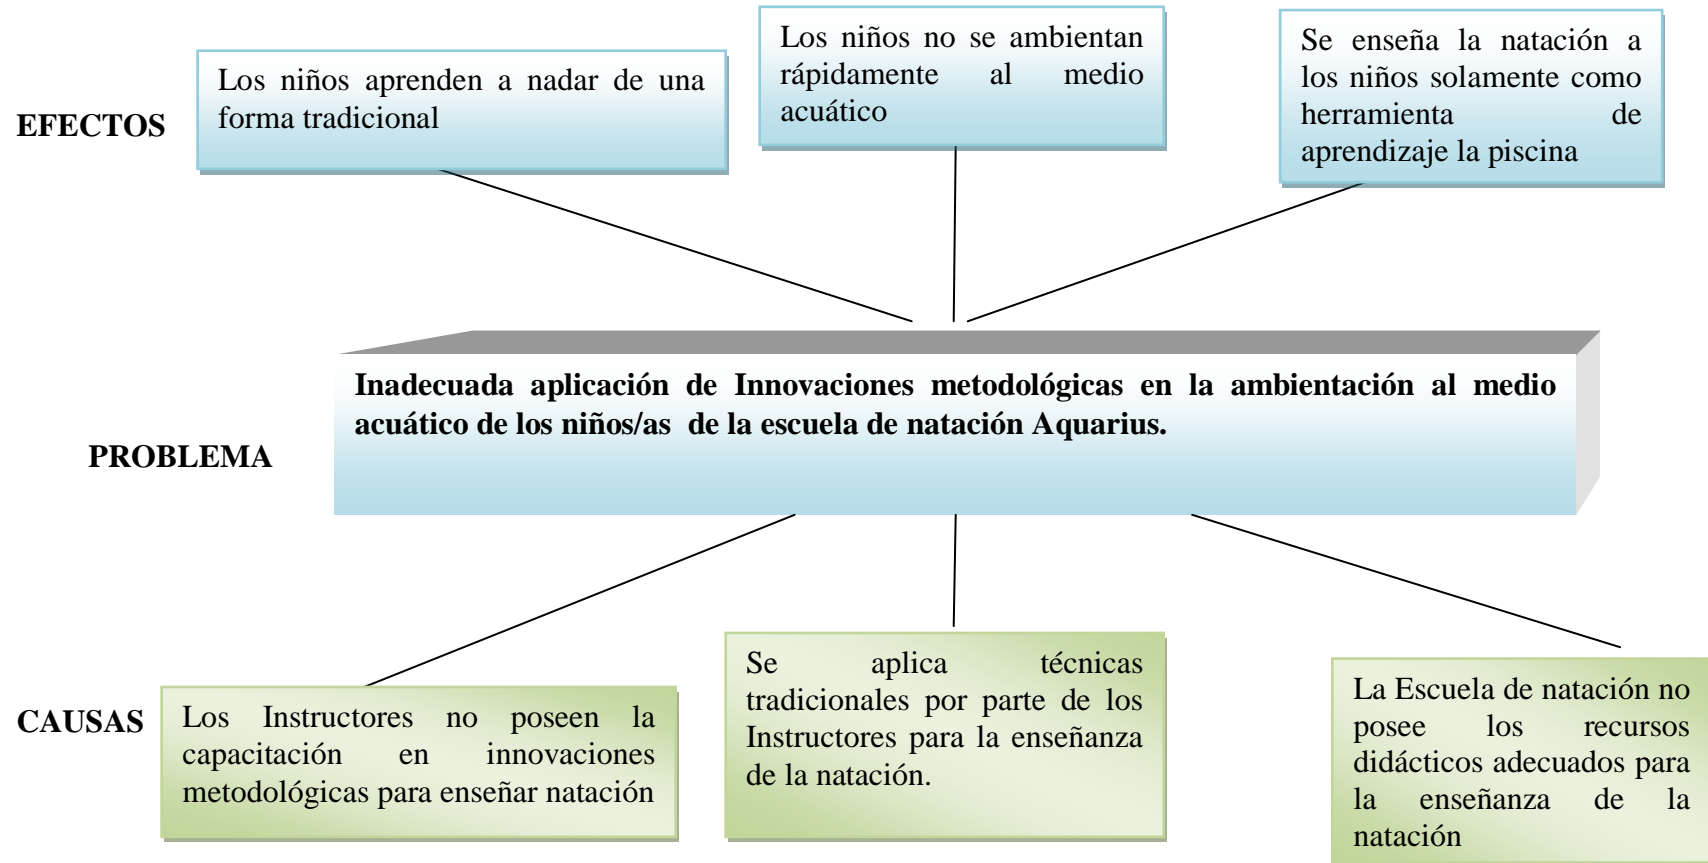 EFECTOS
Los niños aprenden a nadar de una
forma tradicional
Los niños no se ambientan
rápidamente al medio
acuático
Se enseña la natación a
los niños solamente como
herramienta de
aprendizaje la piscina
PROBLEMA
Inadecuada aplicación de Innovaciones metodológicas en la ambientación al medio
acuático de los niños/as de la escuela de natación Aquarius.
CAUSAS
Los Instructores no poseen la
capacitación en innovaciones
metodológicas para enseñar natación
Se aplica técnicas
tradicionales por parte de los
Instructores para la enseñanza
de la natación.
La Escuela de natación no
posee los recursos
didácticos adecuados para
la enseñanza de la
natación